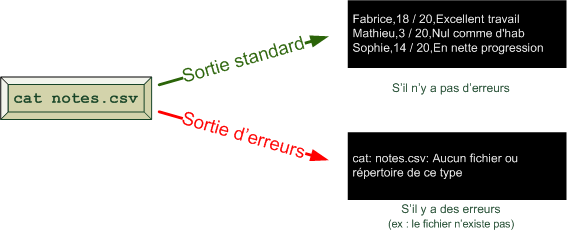 cat notes.csv
Sortie standard
Fabrice,18 / 20,Excellent travail
Mathieu,3 / 20,Nul comme d'hab
Sophie,14 / 20,En nette progression
S'il n'y a pas d'erreurs
Sortie d'erreurs
cat: notes.csv: Aucun fichier ou
répertoire de ce type
S'il y a des erreurs
(ex : le fichier n'existe pas)